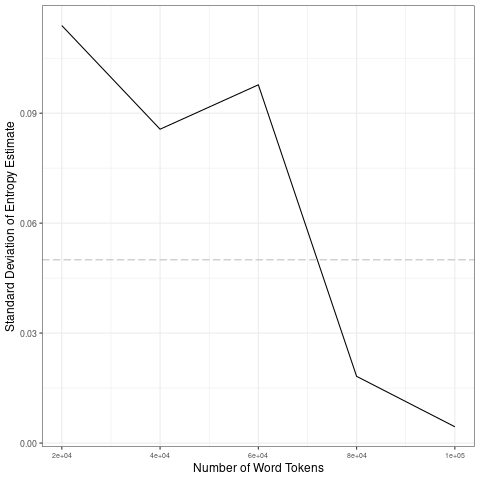 Standard Deviation of Entropy Estimate
0.09
0.06
0.03
0.00
2e+04 4e+04 6e+04 8e+04 1e+05
Number of Word Tokens